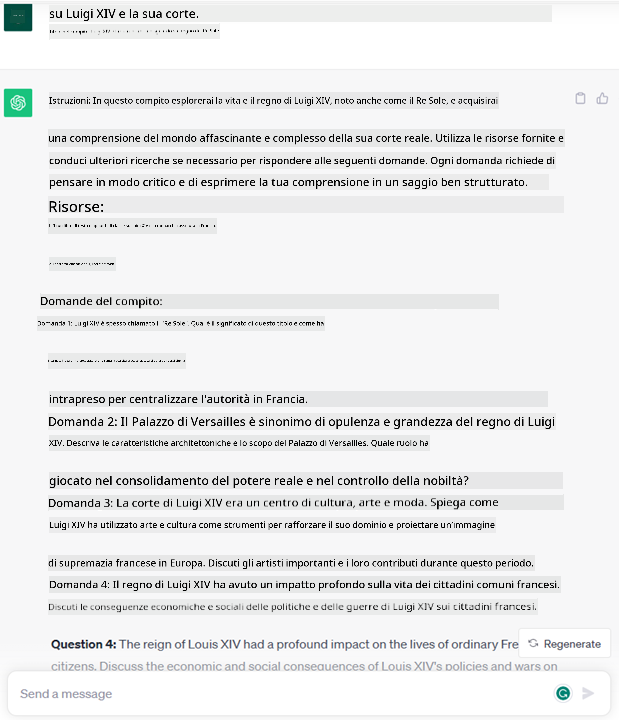 su Luigi XIV e la sua corte.
Istruzioni: In questo compito esplorerai la vita e il regno di Luigi XIV, noto anche come il Re Sole, e acquisirai
una comprensione del mondo affascinante e complesso della sua corte reale. Utilizza le risorse fornite e
conduci ulteriori ricerche se necessario per rispondere alle seguenti domande. Ogni domanda richiede di
pensare in modo critico e di esprimere la tua comprensione in un saggio ben strutturato.
Risorse:
Domande del compito:
Domanda 1: Luigi XIV è spesso chiamato il "Re Sole". Qual è il significato di questo titolo e come ha
intrapreso per centralizzare l'autorità in Francia.
Domanda 2: Il Palazzo di Versailles è sinonimo di opulenza e grandezza del regno di Luigi
XIV. Descriva le caratteristiche architettoniche e lo scopo del Palazzo di Versailles. Quale ruolo ha
giocato nel consolidamento del potere reale e nel controllo della nobiltà?
Domanda 3: La corte di Luigi XIV era un centro di cultura, arte e moda. Spiega come
Luigi XIV ha utilizzato arte e cultura come strumenti per rafforzare il suo dominio e proiettare un'immagine
di supremazia francese in Europa. Discuti gli artisti importanti e i loro contributi durante questo periodo.
Domanda 4: Il regno di Luigi XIV ha avuto un impatto profondo sulla vita dei cittadini comuni francesi.
Discuti le conseguenze economiche e sociali delle politiche e delle guerre di Luigi XIV sui cittadini francesi.
Question 4: The reign of Louis XIV had a profound impact on the lives of ordinary Fre
Regenerate
citizens. Discuss the economic and social consequences of Louis XIV's policies and wars on
Send a message